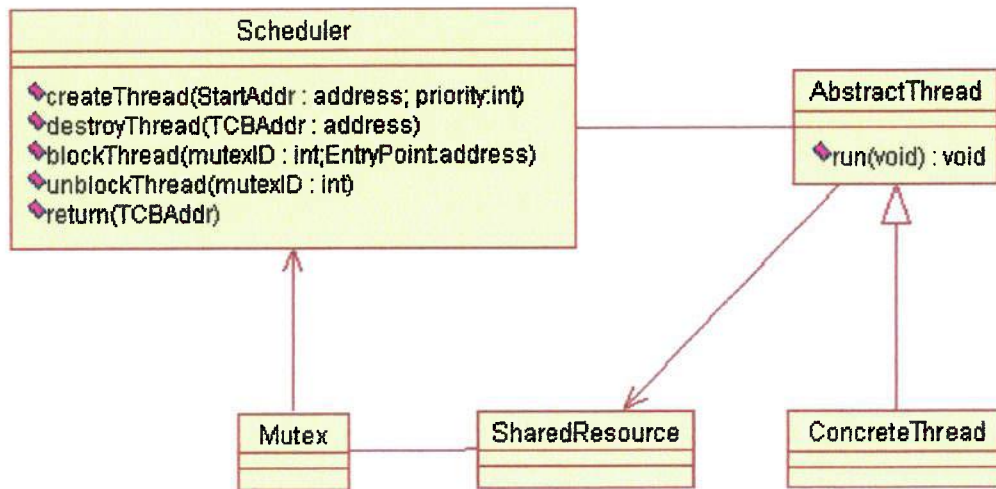 Scheduler
createThread(StartAddr : address; priority:int)
destroyThread(TCBAddr : address)
blockThread(mutexID : int;EntryPoint:address)
unblockThread(mutexID : int)
return(TCBAddr)
AbstractThread
run(void) : void
Mutex
SharedResource
ConcreteThread